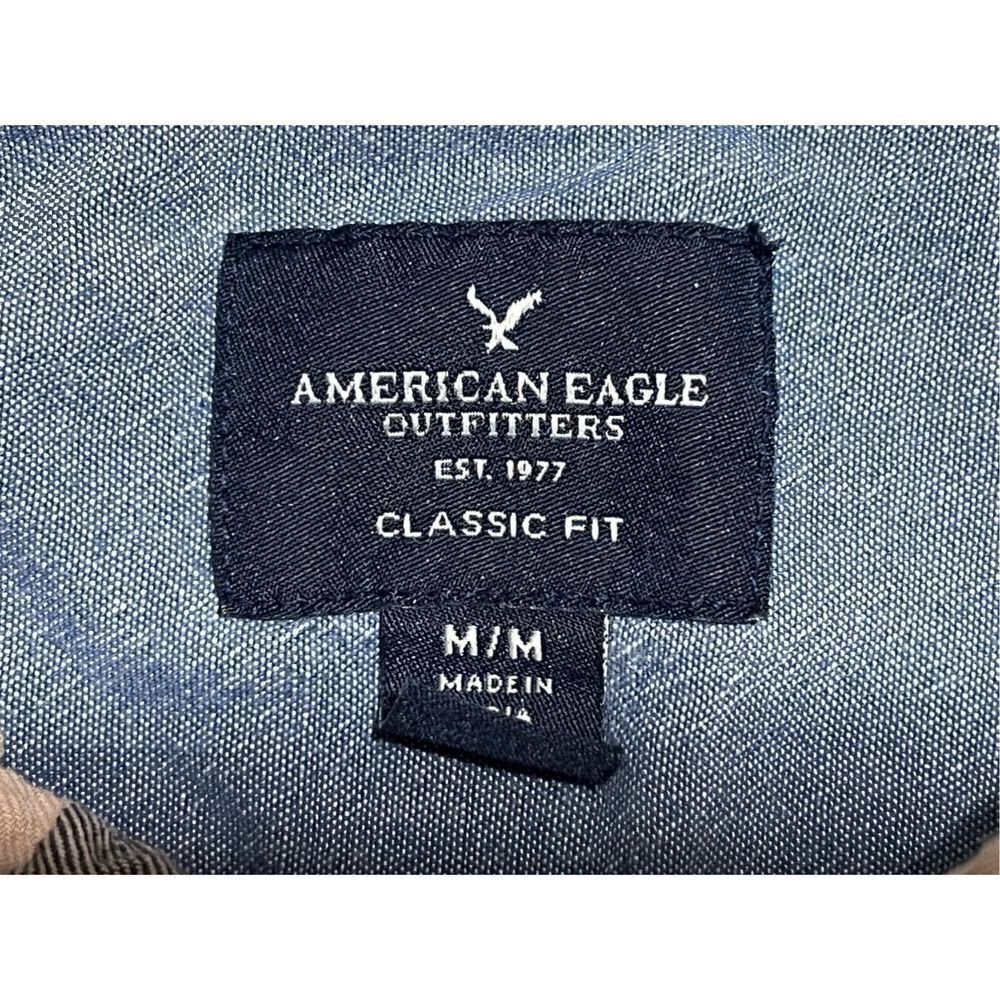 AMERICAN EAGLE
OUTFITTERS
EST. 1977
CLASSIC FIT
M/M
MADE IN